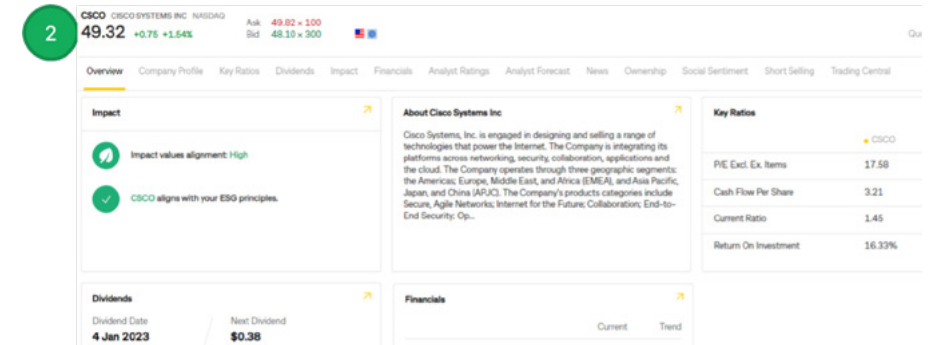 2
CSCO CISCO SYSTEMS INC NASDAQ
49.32 +0.75 +1.54%
Ask 49.82 × 100
Bid 48.10 × 300
Qu
Overview Company Profile Key Ratios Dividends Impact Financials Analyst Ratings Analyst Forecast News Ownership Social Sentiment Short Selling Trading Central
Impact
Impact values alignment: High
CSCO aligns with your ESG principles.
About Cisco Systems Inc
Cisco Systems, Inc. is engaged in designing and selling a range of
technologies that power the Internet. The Company is integrating its
platforms across networking, security, collaboration, applications and
the cloud. The Company operates through three geographic segments:
the Americas; Europe, Middle East, and Africa (EMEA), and Asia Pacific,
Japan, and China (APJC). The Company's products categories include
Secure, Agile Networks; Internet for the Future; Collaboration; End-to-
End Security; Op...
Key Ratios
CSCO
P/E Excl. Ex. Items 17.58
Cash Flow Per Share 3.21
Current Ratio 1.45
Return On Investment 16.33%
Dividends
Dividend Date Next Dividend
4 Jan 2023 $0.38
Financials
Current Trend